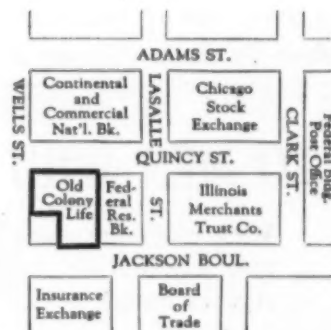 ADAMS ST.
WELLS ST.
Continental
and
Commercial
Nat'l. Bk.
LASALLE
ST.
Chicago
Stock
Exchange
CLARK ST.
Federal Bldg.
Post Office
QUINCY ST.
Old
Colony
Life
Fed-
eral
Res.
Bk.
Illinois
Merchants
Trust Co.
JACKSON BOUL.
Insurance
Exchange
Board
of
Trade